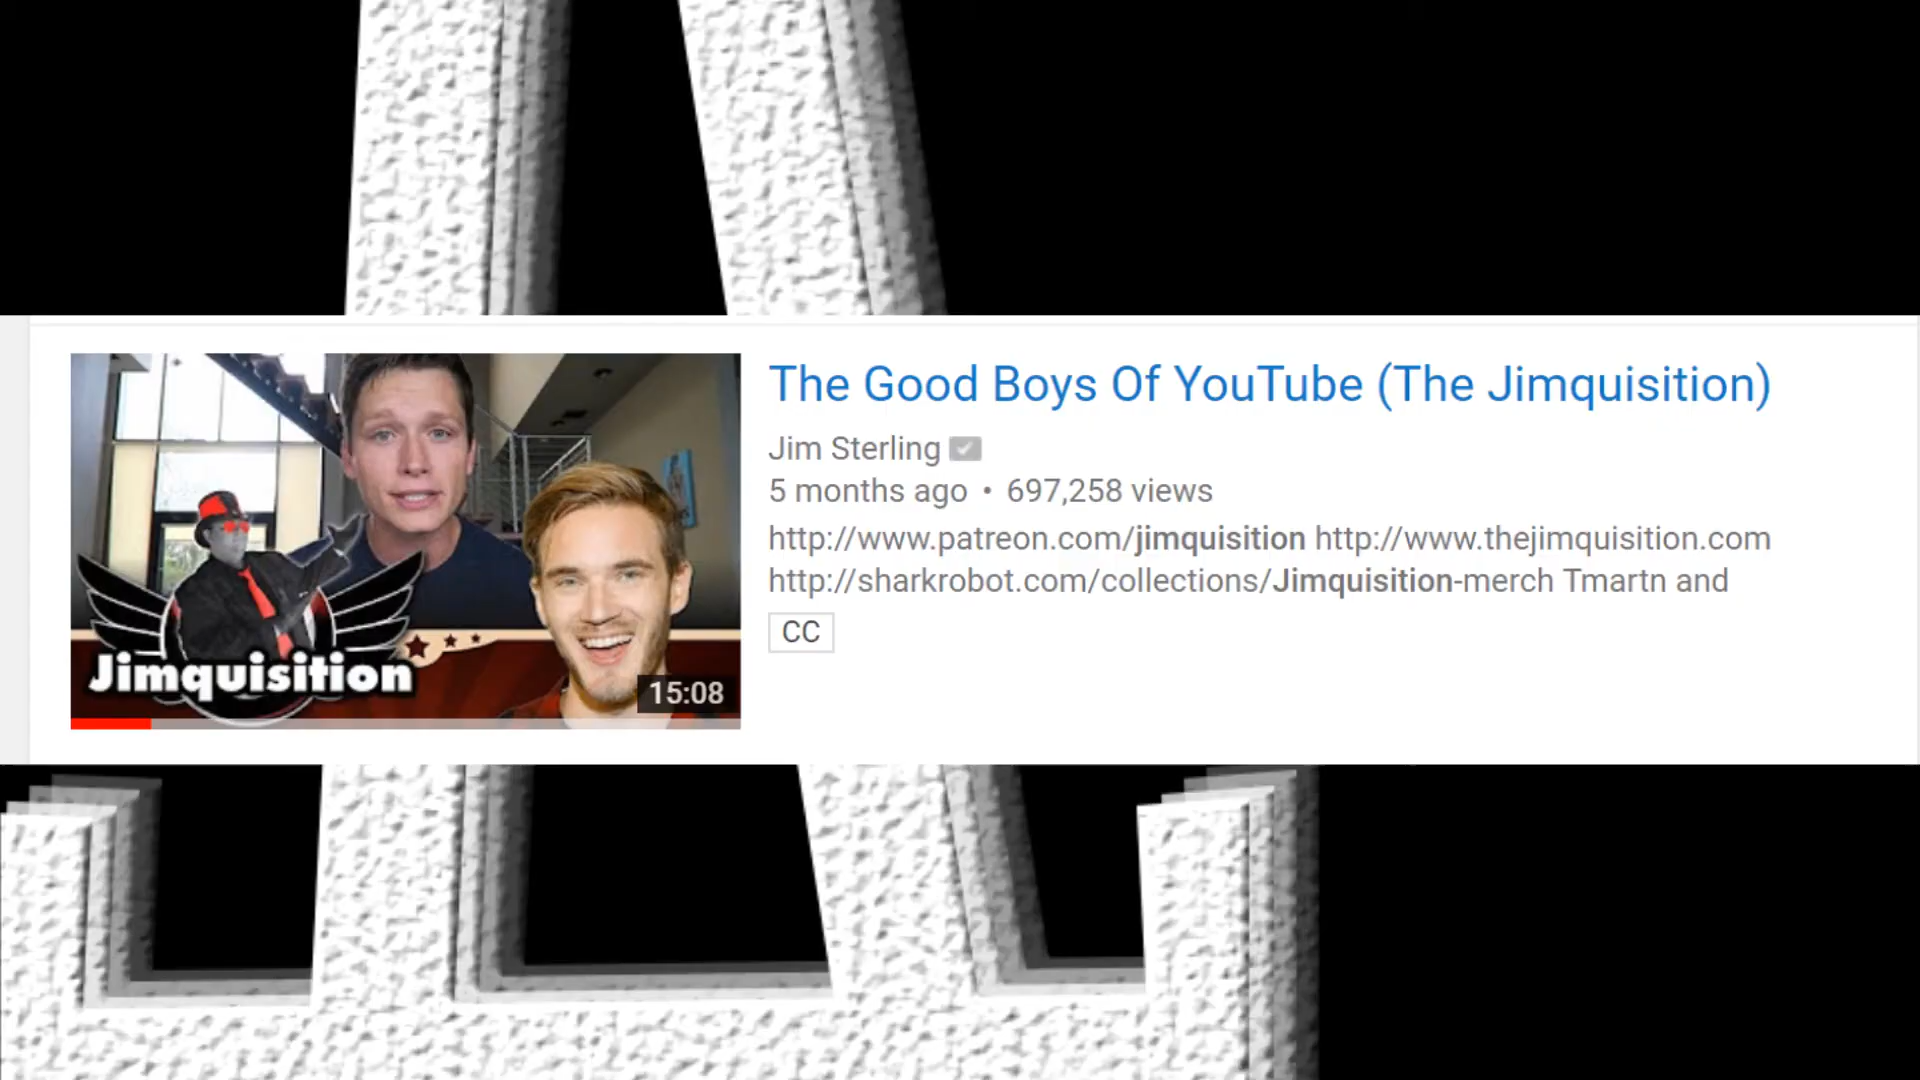 The Good Boys Of YouTube (The Jimquisition)
Jim Sterling
5 months ago • 697,258 views
http://www.patreon.com/jimquisition http://www.thejimquisition.com
http://sharkrobot.com/collections/Jimquisition-merch Tmartn and
CC
Jimquisition
15:08